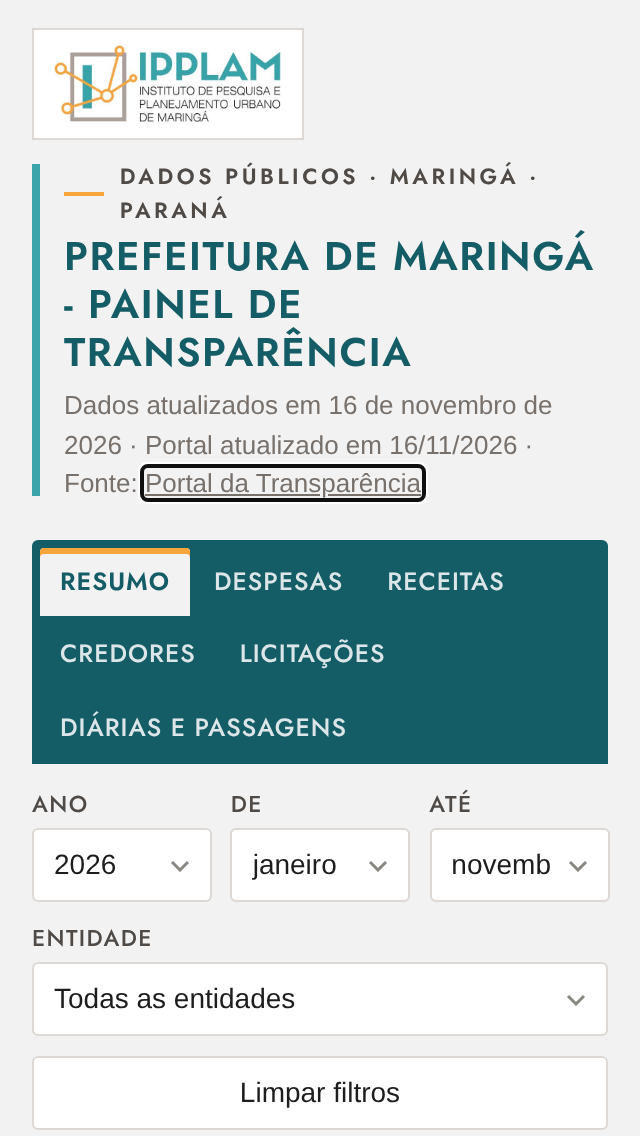 IPPLAM
INSTITUTO DE PESQUISA E
PLANEJAMENTO URBANO
DE MARINGÁ
DADOS PÚBLICOS · MARINGÁ ·
PARANÁ
PREFEITURA DE MARINGÁ
- PAINEL DE
TRANSPARÊNCIA
Dados atualizados em 16 de novembro de
2026 · Portal atualizado em 16/11/2026 ·
Fonte: Portal da Transparência
RESUMO DESPESAS RECEITAS
CREDORES LICITAÇÕES
DIÁRIAS E PASSAGENS
ANO DE ATÉ
2026 janeiro novemb
ENTIDADE
Todas as entidades
Limpar filtros